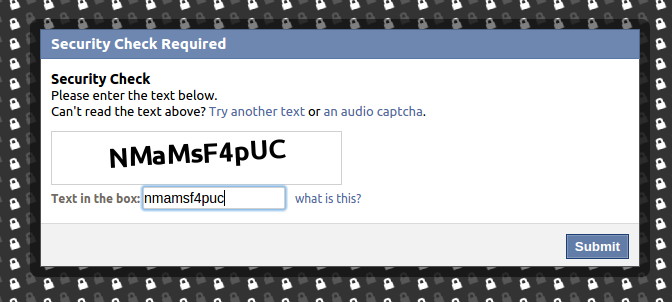 Security Check Required
Security Check
Please enter the text below.
Can't read the text above? Try another text or an audio captcha.
NMaMsF4pUC
Text in the box: nmamsf4puc what is this?
Submit